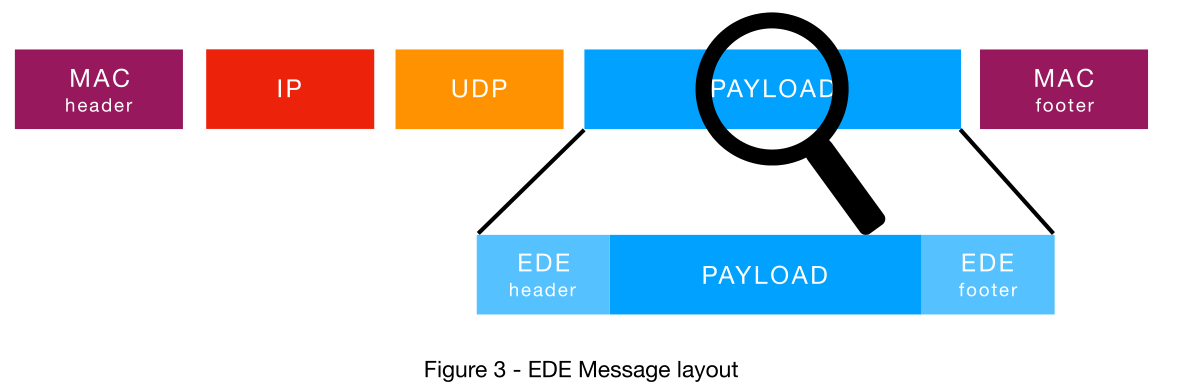 MAC
header
IP
UDP
PAYLOAD
MAC
footer
EDE
header
PAYLOAD
EDE
footer
Figure 3 - EDE Message layout